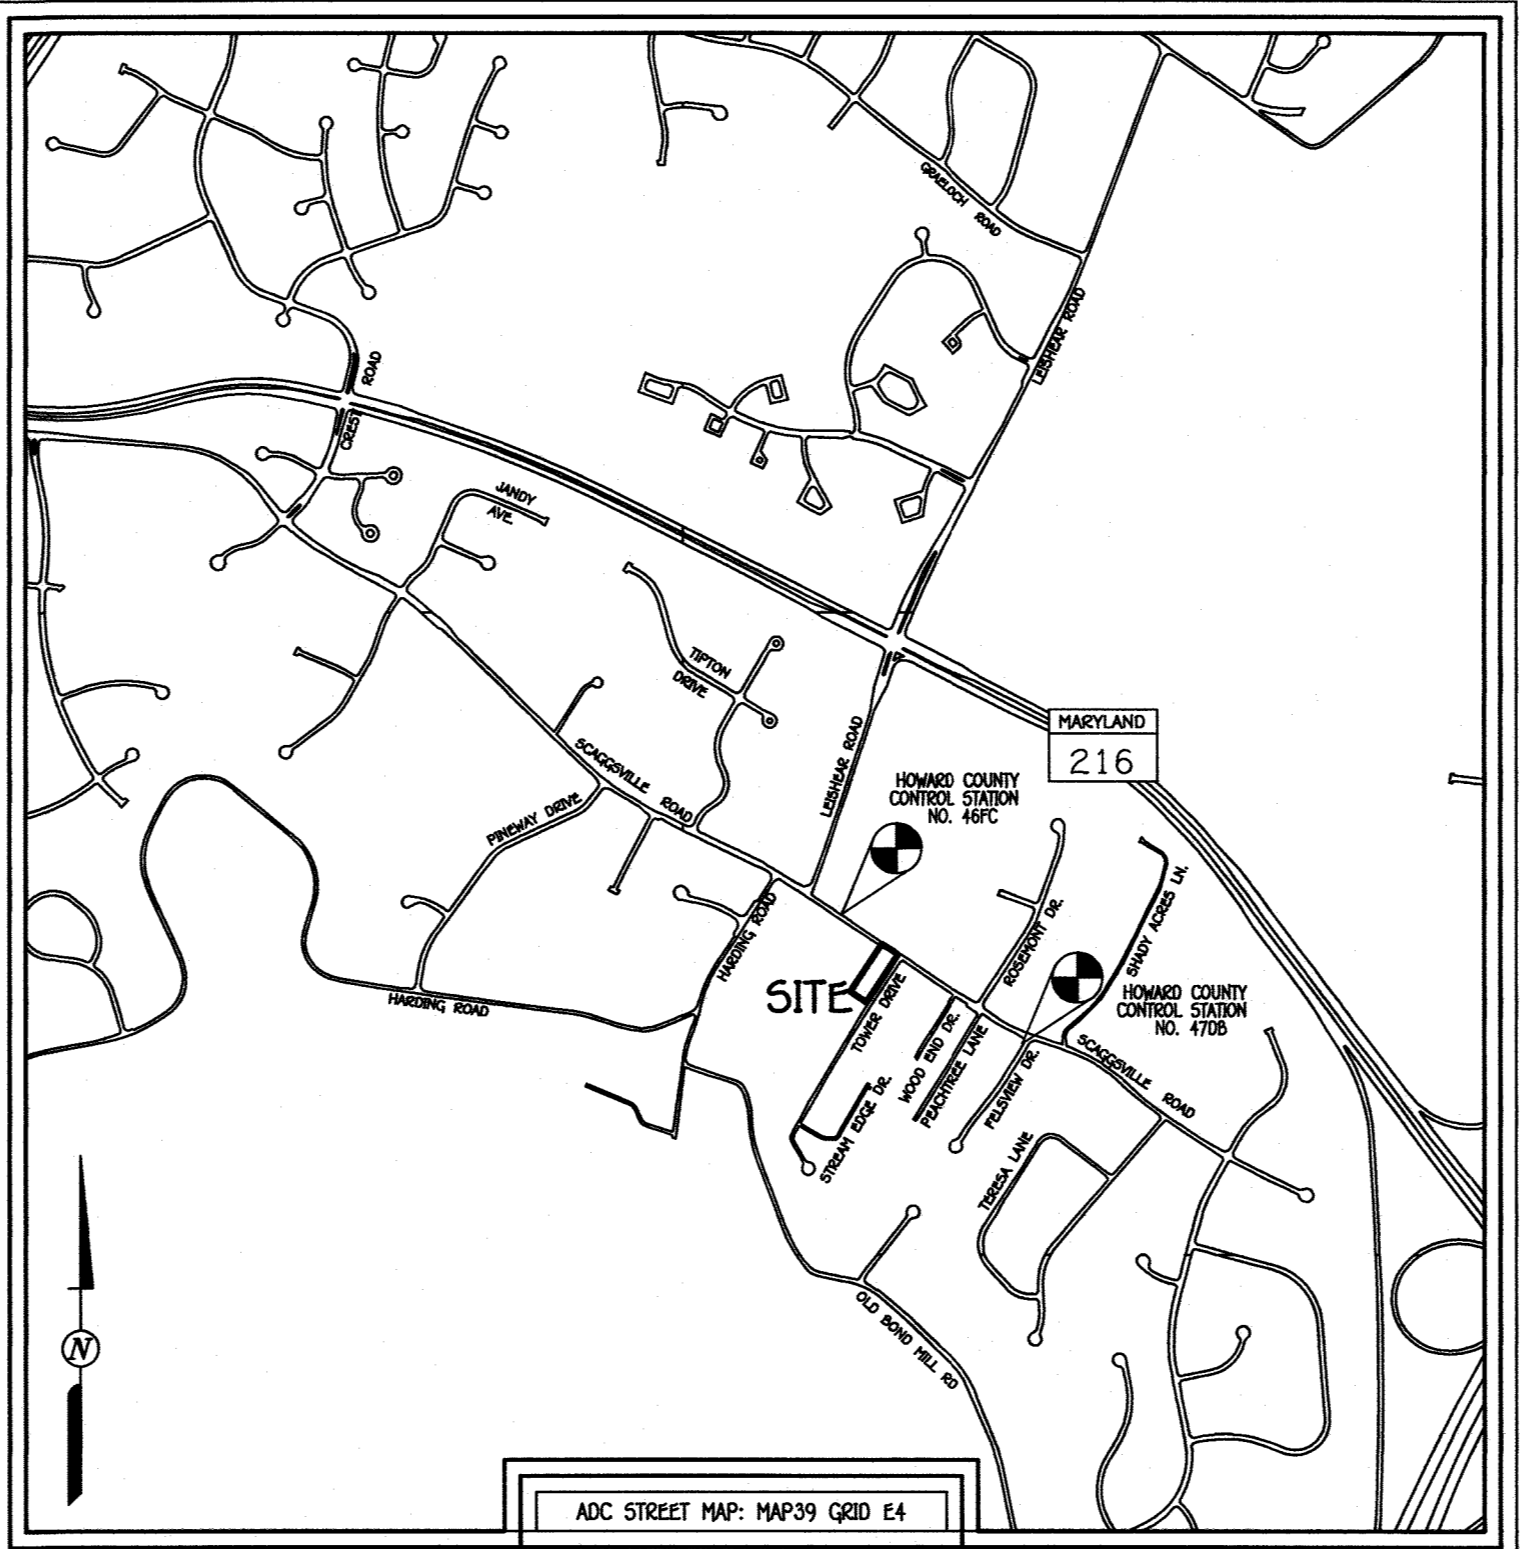 GRAELOCH ROAD
LEISHEAR ROAD
ROAD
CREST
JANDY
AVE.
TIPTON
DRIVE
MARYLAND
216
LEISHEAR ROAD
SCAGGSVILLE ROAD
HOWARD COUNTY
CONTROL STATION
NO. 46FC
PINEWAY DRIVE
SHADY ACRES LN.
ROSEMONT DR.
HARDING ROAD
SITE
TOWER DRIVE
HARDING ROAD
HOWARD COUNTY
CONTROL STATION
NO. 47DB
WOOD END DR.
PEACHTREE LANE
FELSVIEW DR.
SCAGGSVILLE ROAD
STREAM EDGE DR.
TERESA LANE
OLD BOND MILL RD
N
ADC STREET MAP: MAP39 GRID E4